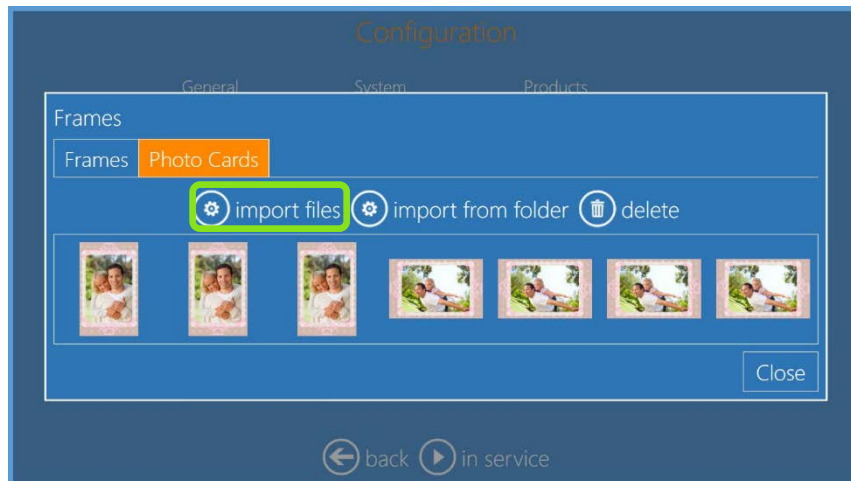 Configuration
General System Products
Frames
Frames Photo Cards
import files import from folder delete
Close
back in service